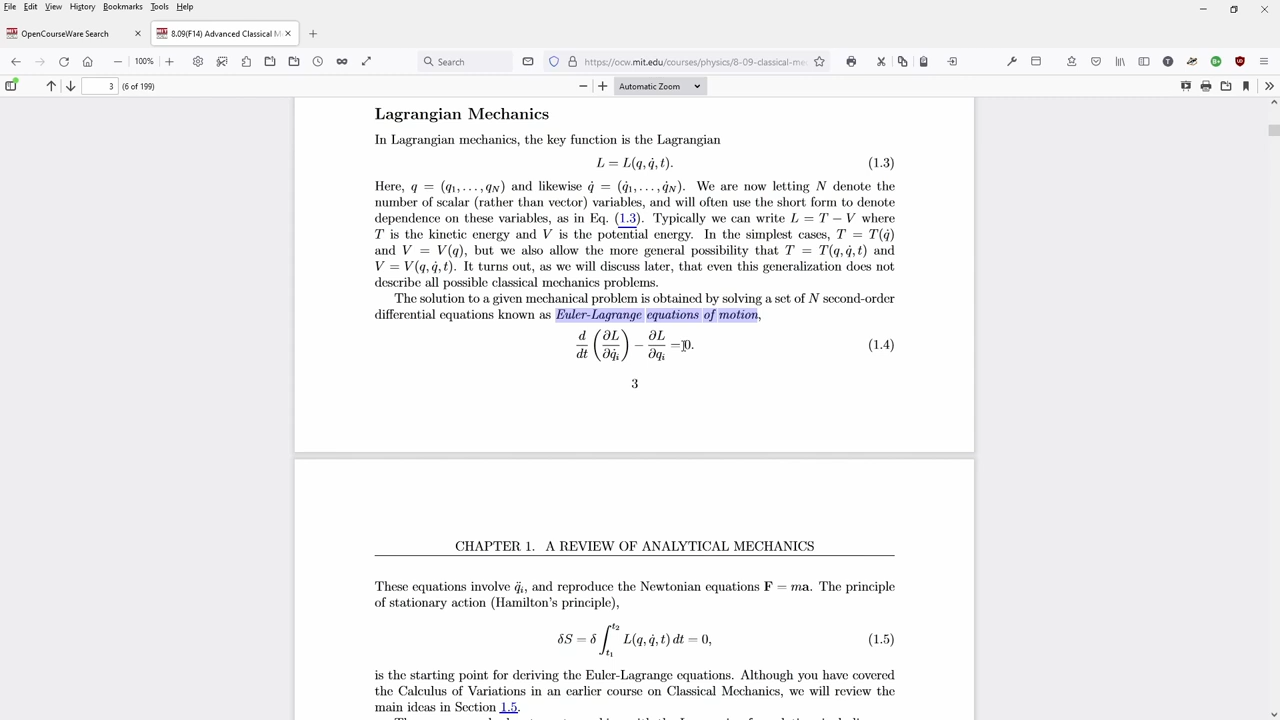 File Edit View History Bookmarks Tools Help
OpenCourseWare Search
8.09(F14) Advanced Classical M
100%
Search
https://ocw.mit.edu/courses/physics/8-09-classical-me
3 (6 of 199)
Automatic Zoom
Lagrangian Mechanics
In Lagrangian mechanics, the key function is the Lagrangian
L = L(q, q̇, t). (1.3)
Here, q = (q₁, . . . , q_N) and likewise q̇ = (q̇₁, . . . , q̇_N). We are now letting N denote the
number of scalar (rather than vector) variables, and will often use the short form to denote
dependence on these variables, as in Eq. (1.3). Typically we can write L = T − V where
T is the kinetic energy and V is the potential energy. In the simplest cases, T = T(q̇)
and V = V(q), but we also allow the more general possibility that T = T(q, q̇, t) and
V = V(q, q̇, t). It turns out, as we will discuss later, that even this generalization does not
describe all possible classical mechanics problems.
The solution to a given mechanical problem is obtained by solving a set of N second-order
differential equations known as Euler-Lagrange equations of motion,
d/dt (∂L/∂q̇ᵢ) − ∂L/∂qᵢ = 0. (1.4)
3
CHAPTER 1. A REVIEW OF ANALYTICAL MECHANICS
These equations involve q̈ᵢ, and reproduce the Newtonian equations F = ma. The principle
of stationary action (Hamilton's principle),
δS = δ ∫_{t₁}^{t₂} L(q, q̇, t) dt = 0, (1.5)
is the starting point for deriving the Euler-Lagrange equations. Although you have covered
the Calculus of Variations in an earlier course on Classical Mechanics, we will review the
main ideas in Section 1.5.